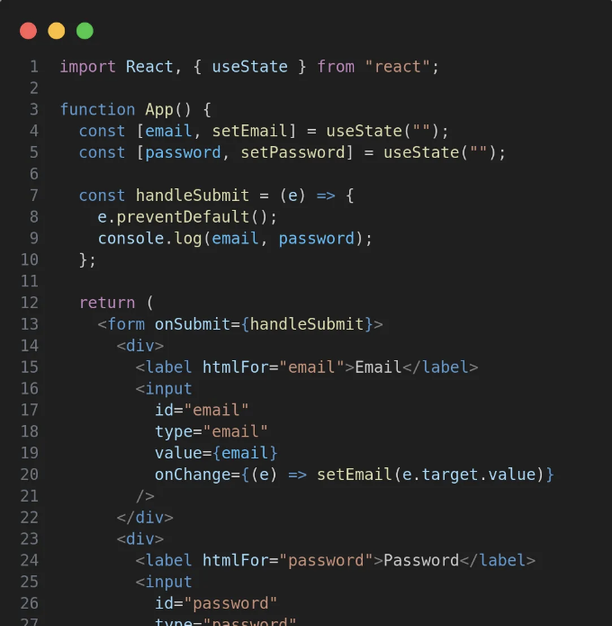 1 import React, { useState } from "react";
2
3 function App() {
4   const [email, setEmail] = useState("");
5   const [password, setPassword] = useState("");
6
7   const handleSubmit = (e) => {
8     e.preventDefault();
9     console.log(email, password);
10   };
11
12   return (
13     <form onSubmit={handleSubmit}>
14       <div>
15         <label htmlFor="email">Email</label>
16         <input
17           id="email"
18           type="email"
19           value={email}
20           onChange={(e) => setEmail(e.target.value)}
21         />
22       </div>
23       <div>
24         <label htmlFor="password">Password</label>
25         <input
26           id="password"
27           type="password"